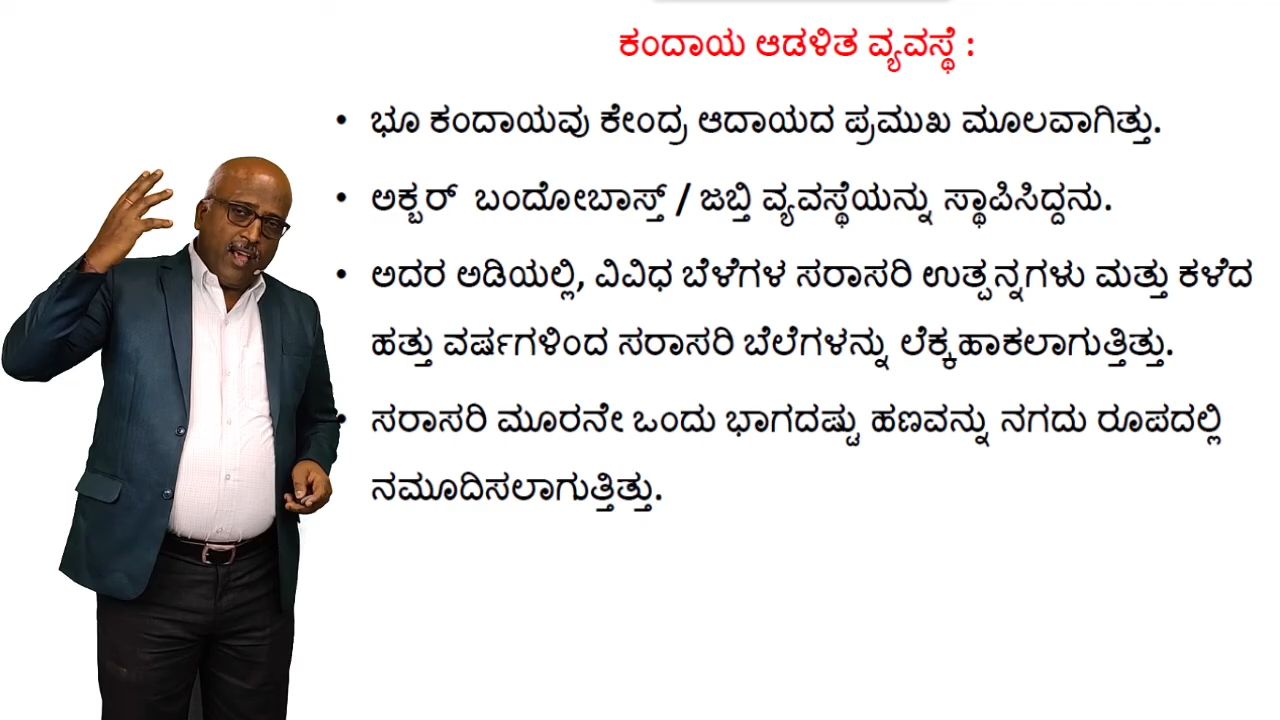 ಕಂದಾಯ ಆಡಳಿತ ವ್ಯವಸ್ಥೆ :
• ಭೂ ಕಂದಾಯವು ಕೇಂದ್ರ ಆದಾಯದ ಪ್ರಮುಖ ಮೂಲವಾಗಿತ್ತು.
• ಅಕ್ಬರ್ ಬಂದೋಬಾಸ್ತ್ / ಜಬ್ತಿ ವ್ಯವಸ್ಥೆಯನ್ನು ಸ್ಥಾಪಿಸಿದ್ದನು.
• ಅದರ ಅಡಿಯಲ್ಲಿ, ವಿವಿಧ ಬೆಳೆಗಳ ಸರಾಸರಿ ಉತ್ಪನ್ನಗಳು ಮತ್ತು ಕಳೆದ
ಹತ್ತು ವರ್ಷಗಳಿಂದ ಸರಾಸರಿ ಬೆಲೆಗಳನ್ನು ಲೆಕ್ಕಹಾಕಲಾಗುತ್ತಿತ್ತು.
• ಸರಾಸರಿ ಮೂರನೇ ಒಂದು ಭಾಗದಷ್ಟು ಹಣವನ್ನು ನಗದು ರೂಪದಲ್ಲಿ
ನಮೂದಿಸಲಾಗುತ್ತಿತ್ತು.